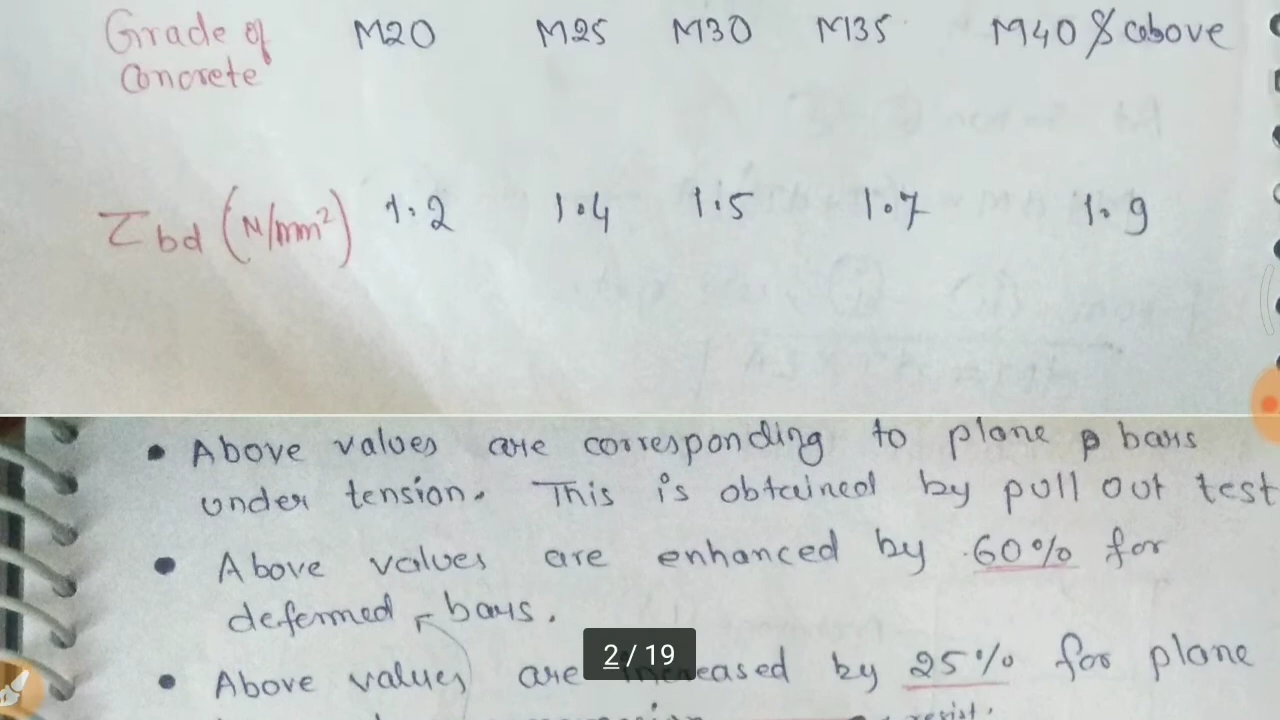 Grade of M20 M25 M30 M35 M40 & above
Concrete
τbd (N/mm²) 1.2 1.4 1.5 1.7 1.9
• Above values are corresponding to plane bars
under tension. This is obtained by pull out test
• Above values are enhanced by 60% for
deformed bars.
2 / 19
• Above values are increased by 25% for plane
resist.